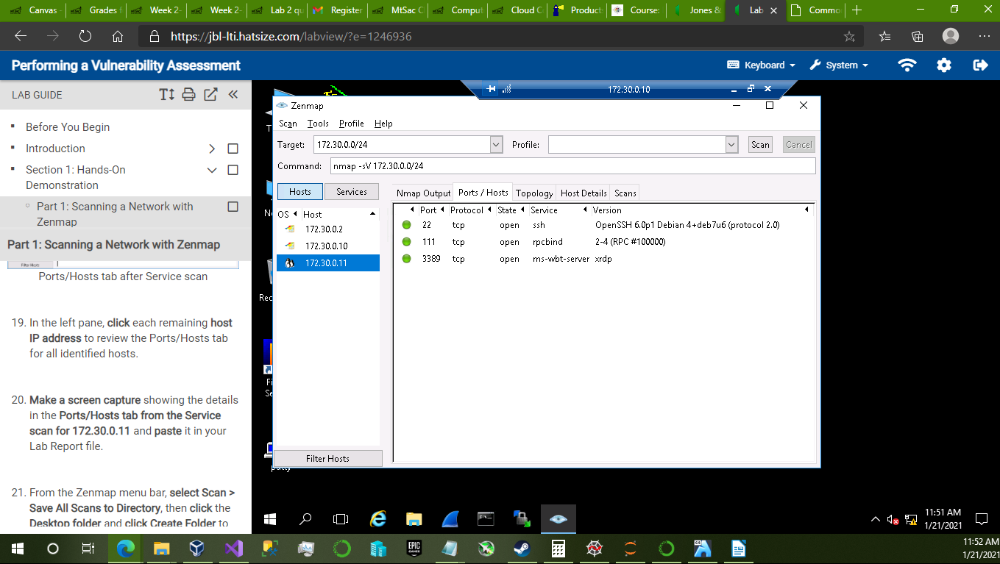 Canvas
Grades f
Week 2-
Week 2-
Lab 2 qu
Register
MtSac C
Comput
Cloud C
Products
Course:
Jones &
Lab
Commo
https://jbl-lti.hatsize.com/labview/?e=1246936
Performing a Vulnerability Assessment
Keyboard
System
LAB GUIDE
Before You Begin
Introduction
Section 1: Hands-On
Demonstration
Part 1: Scanning a Network with
Zenmap
Part 1: Scanning a Network with Zenmap
Filter Hosts
Ports/Hosts tab after Service scan
19. In the left pane, click each remaining host
IP address to review the Ports/Hosts tab
for all identified hosts.
20. Make a screen capture showing the details
in the Ports/Hosts tab from the Service
scan for 172.30.0.11 and paste it in your
Lab Report file.
21. From the Zenmap menu bar, select Scan >
Save All Scans to Directory, then click the
Desktop folder and click Create Folder to
172.30.0.10
Zenmap
Scan Tools Profile Help
Target: 172.30.0.0/24 Profile: Scan Cancel
Command: nmap -sV 172.30.0.0/24
Hosts Services
Nmap Output Ports / Hosts Topology Host Details Scans
OS Host
172.30.0.2
172.30.0.10
172.30.0.11
Port Protocol State Service Version
22 tcp open ssh OpenSSH 6.0p1 Debian 4+deb7u6 (protocol 2.0)
111 tcp open rpcbind 2-4 (RPC #100000)
3389 tcp open ms-wbt-server xrdp
Filter Hosts
putty
11:51 AM
1/21/2021
EPIC
GAMES
11:52 AM
1/21/2021